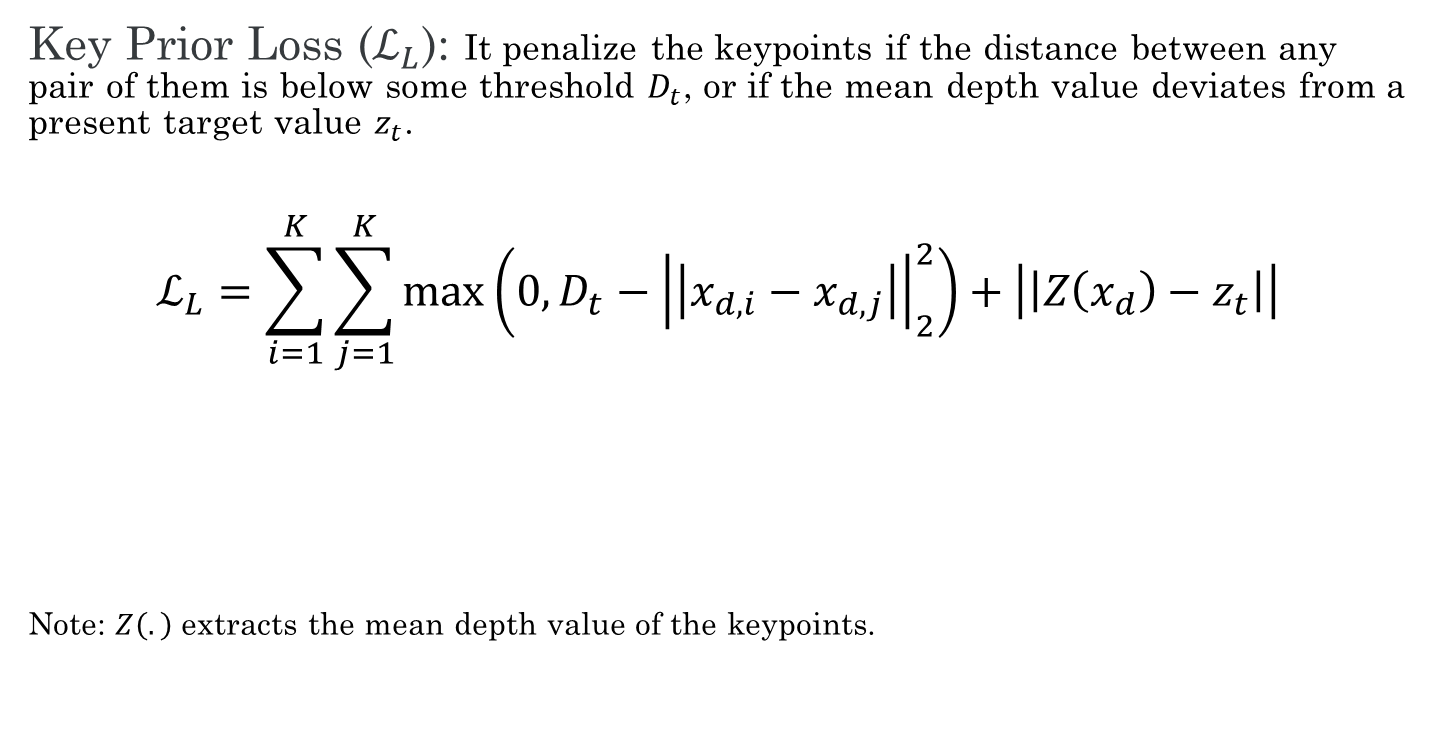 Key Prior Loss (ℒ_L): It penalize the keypoints if the distance between any
pair of them is below some threshold D_t, or if the mean depth value deviates from a
present target value z_t.
ℒ_L = ∑_{i=1}^{K} ∑_{j=1}^{K} max(0, D_t − ||x_{d,i} − x_{d,j}||_2^2) + ||Z(x_d) − z_t||
Note: Z(.) extracts the mean depth value of the keypoints.